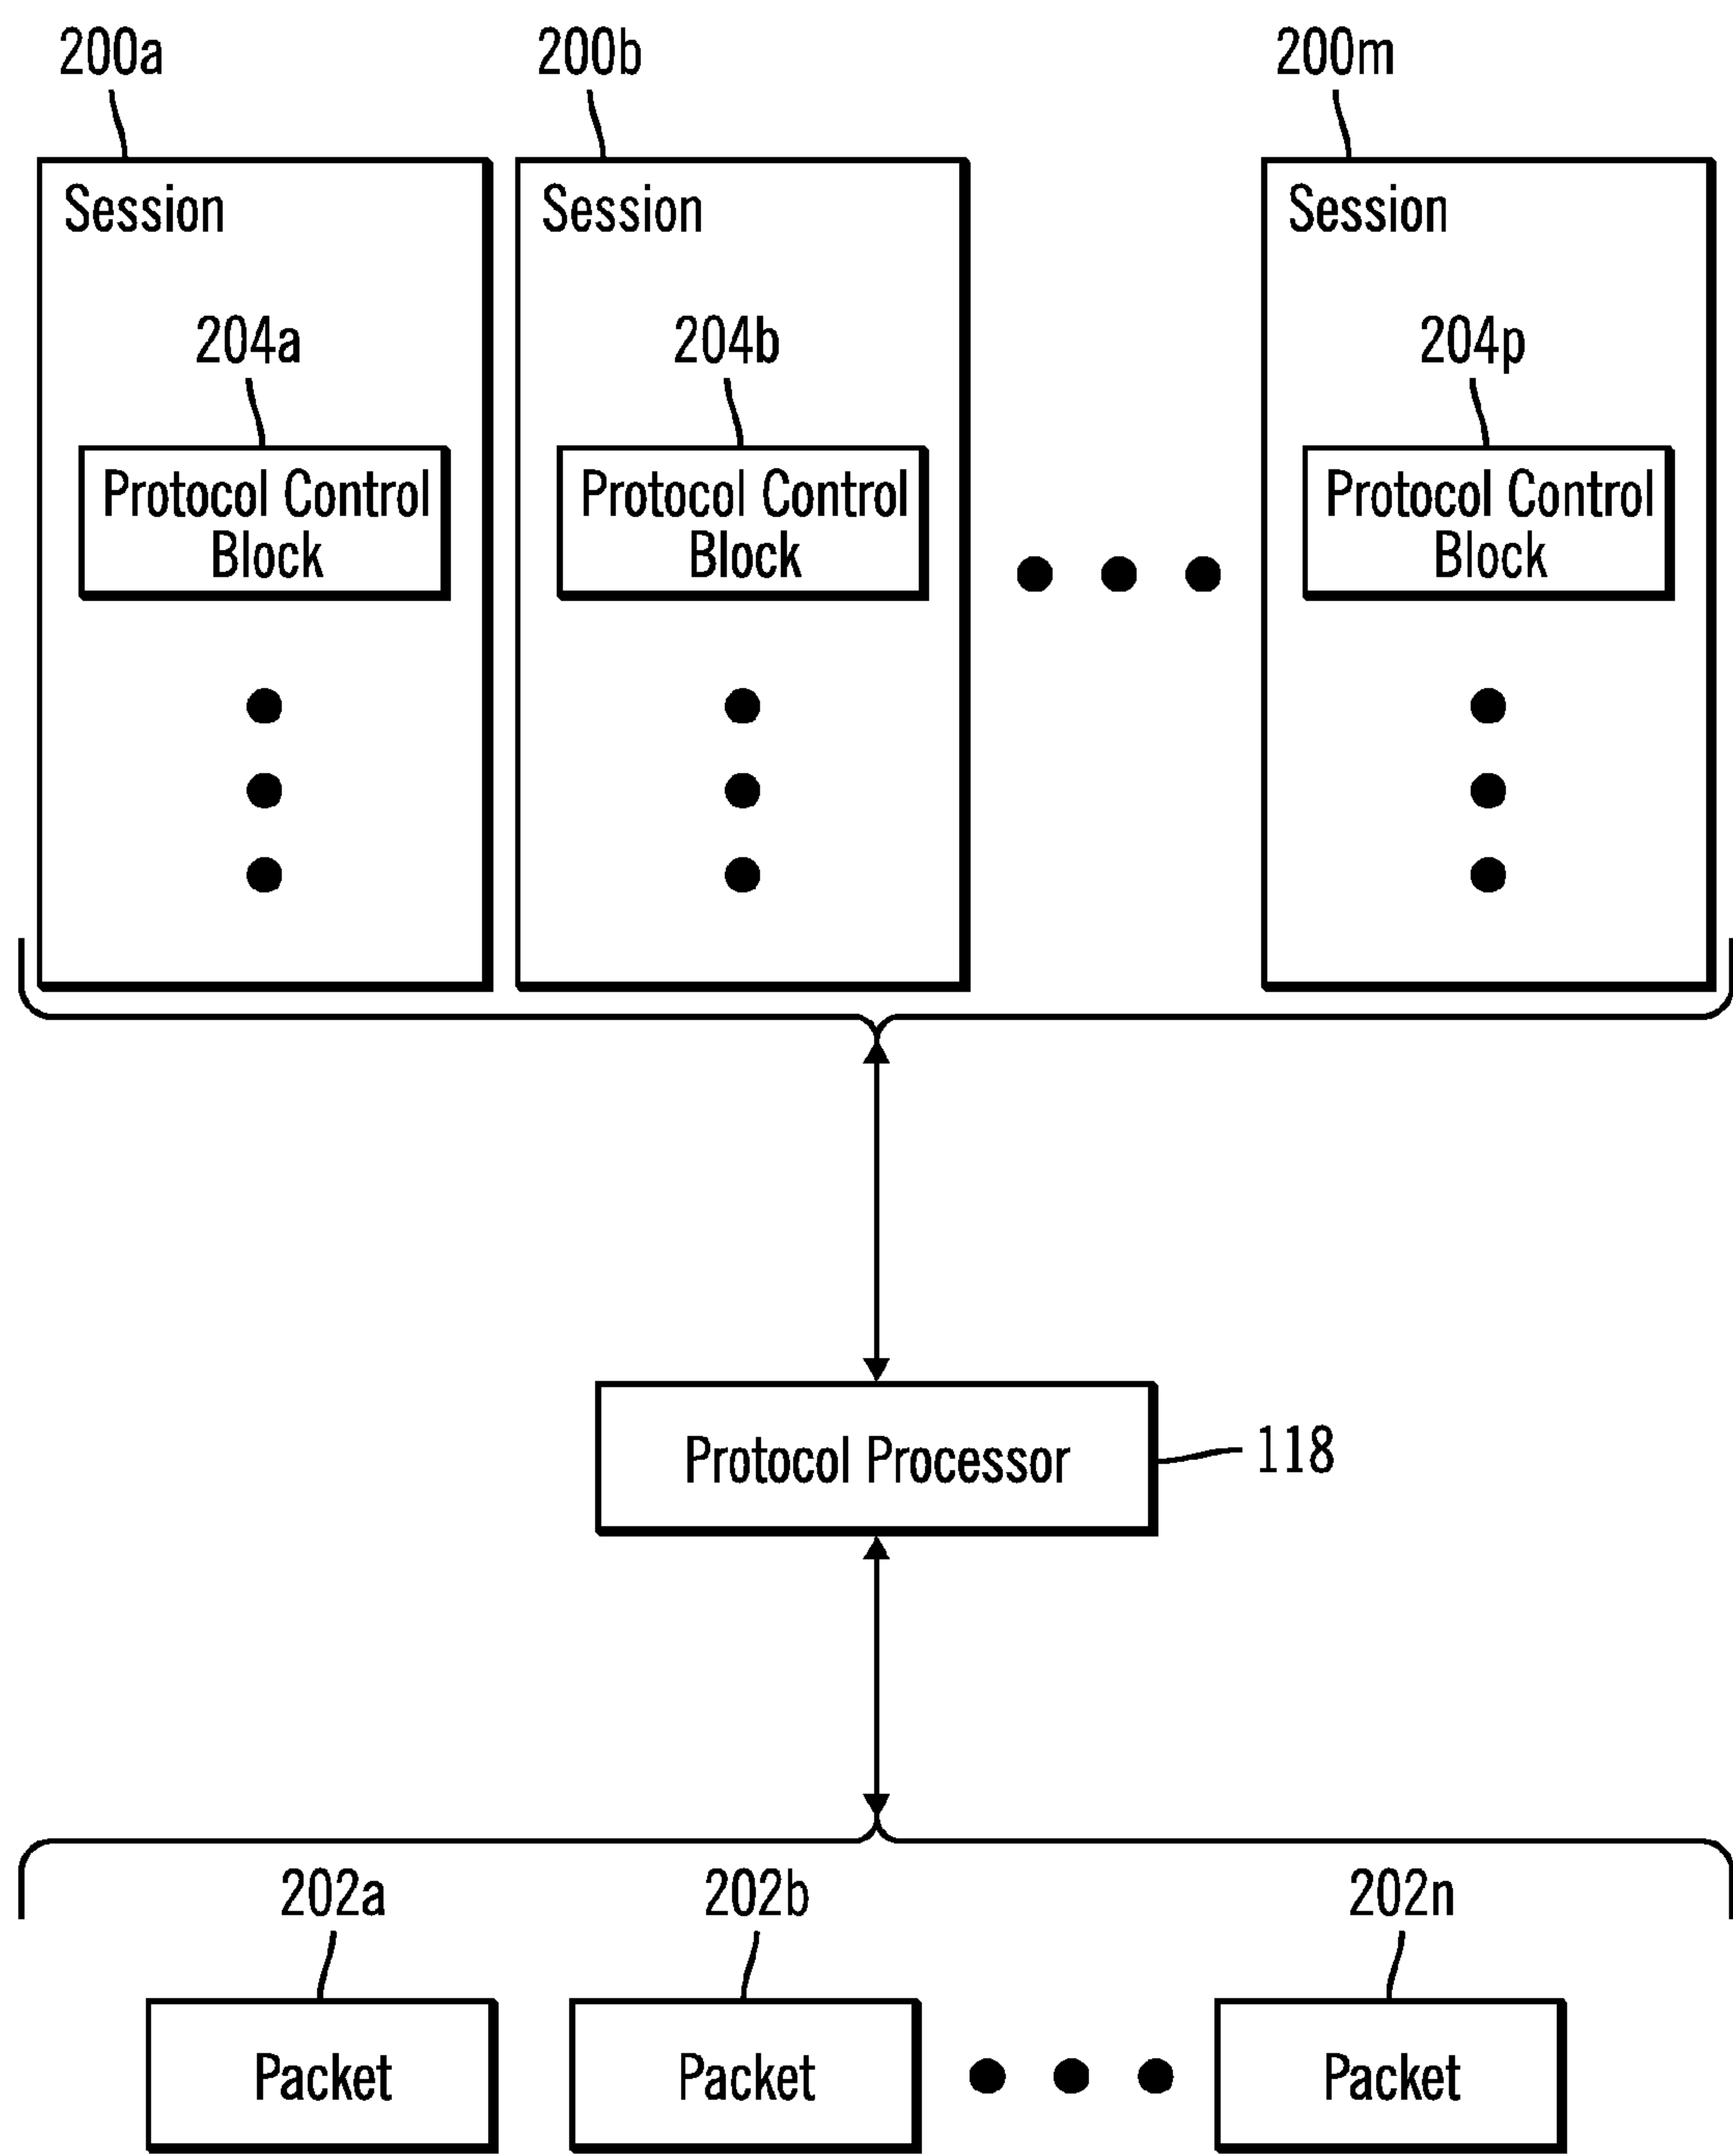 200a
200b
200m
Session
Session
Session
204a
204b
204p
Protocol Control
Block
Protocol Control
Block
Protocol Control
Block
Protocol Processor
118
202a
202b
202n
Packet
Packet
Packet